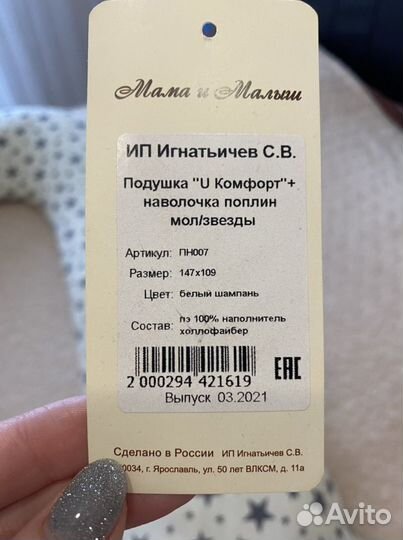 Мама и Малыш
ИП Игнатьичев С.В.
Подушка "U Комфорт"+
наволочка поплин
мол/звезды
Артикул: ПН007
Размер: 147x109
Цвет: белый шампань
Состав: пэ 100% наполнитель
холлофайбер
2 000294 421619
EAC
Выпуск 03.2021
Сделано в России ИП Игнатьичев С.В.
0034, г. Ярославль, ул. 50 лет ВЛКСМ, д. 11а
Avito